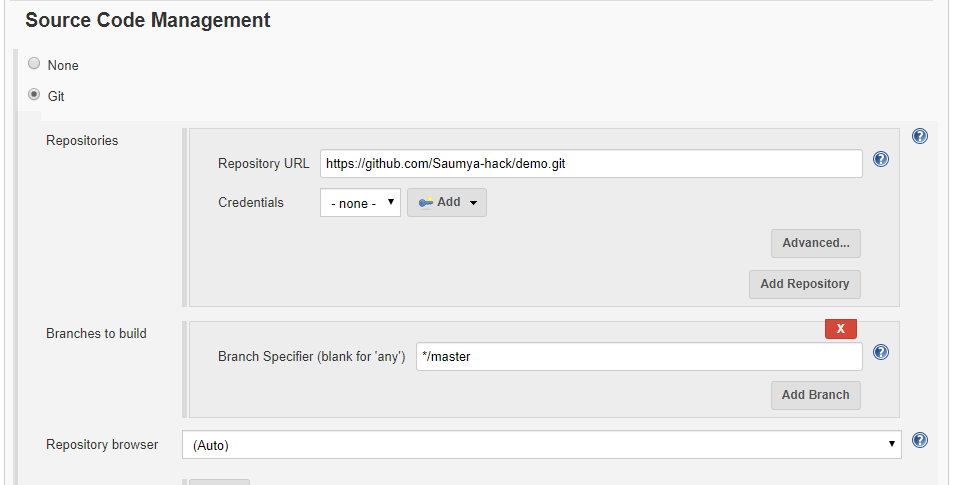 Source Code Management
None
Git
Repositories
Repository URL https://github.com/Saumya-hack/demo.git
Credentials - none - Add
Advanced...
Add Repository
Branches to build
X
Branch Specifier (blank for 'any') */master
Add Branch
Repository browser (Auto)